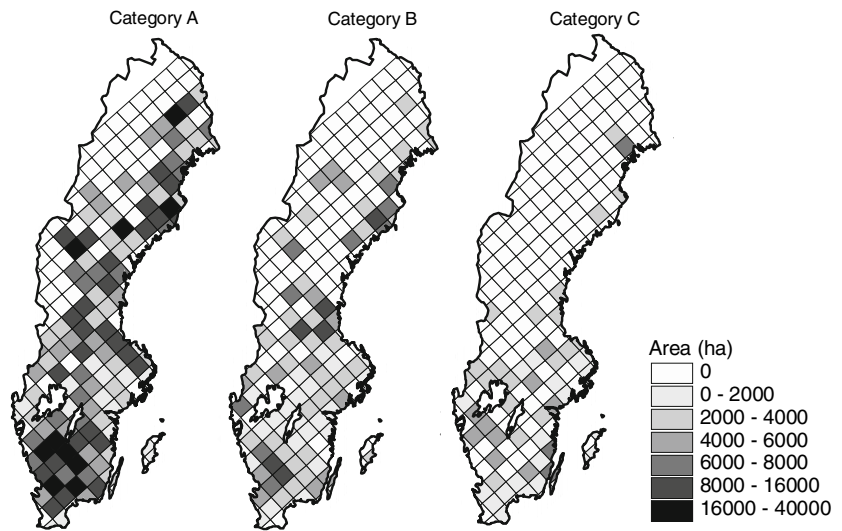 Category A
Category B
Category C
Area (ha)
0
0 - 2000
2000 - 4000
4000 - 6000
6000 - 8000
8000 - 16000
16000 - 40000